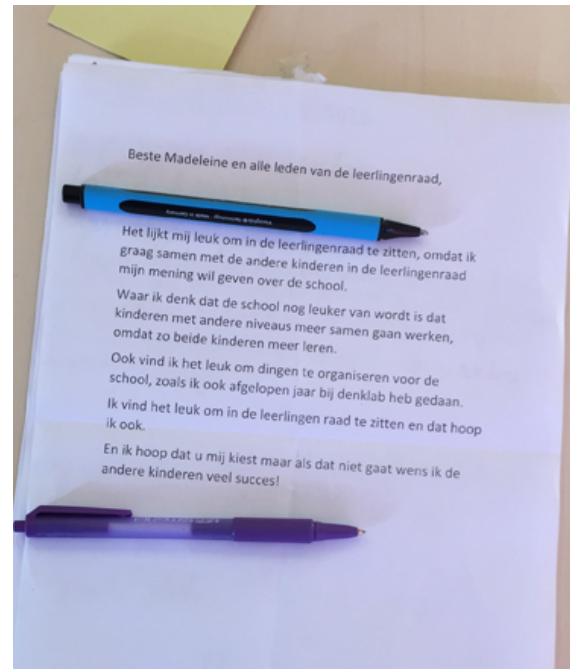 Beste Madeleine en alle leden van de leerlingenraad,
Het lijkt mij leuk om in de leerlingenraad te zitten, omdat ik
graag samen met de andere kinderen in de leerlingenraad
mijn mening wil geven over de school.
Waar ik denk dat de school nog leuker van wordt is dat
kinderen met andere niveaus meer samen gaan werken,
omdat zo beide kinderen meer leren.
Ook vind ik het leuk om dingen te organiseren voor de
school, zoals ik ook afgelopen jaar bij denklab heb gedaan.
Ik vind het leuk om in de leerlingen raad te zitten en dat hoop
ik ook.
En ik hoop dat u mij kiest maar als dat niet gaat wens ik de
andere kinderen veel succes!